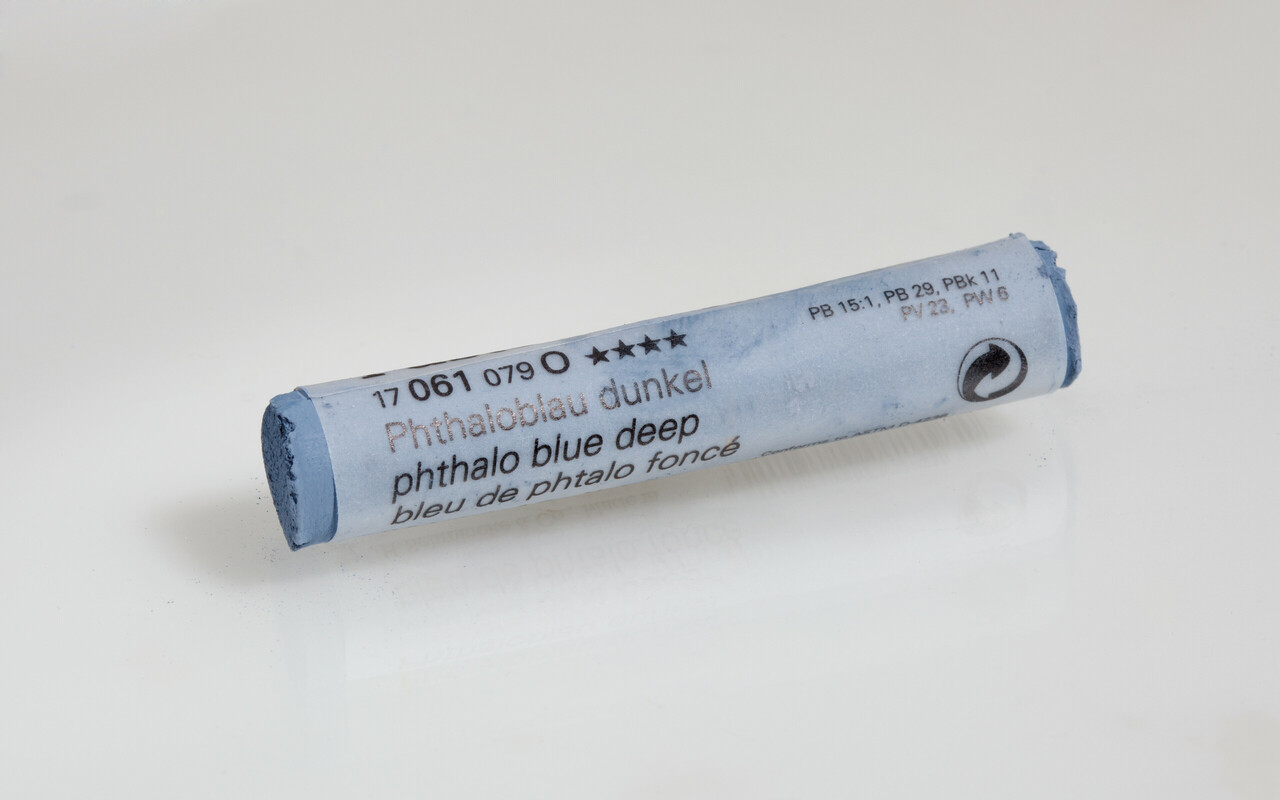 17 061 079 O ★★★★
Phthaloblau dunkel
phthalo blue deep
bleu de phtalo foncé
PB 15:1, PB 29, PBk 11
PV 23, PW 6
Contains